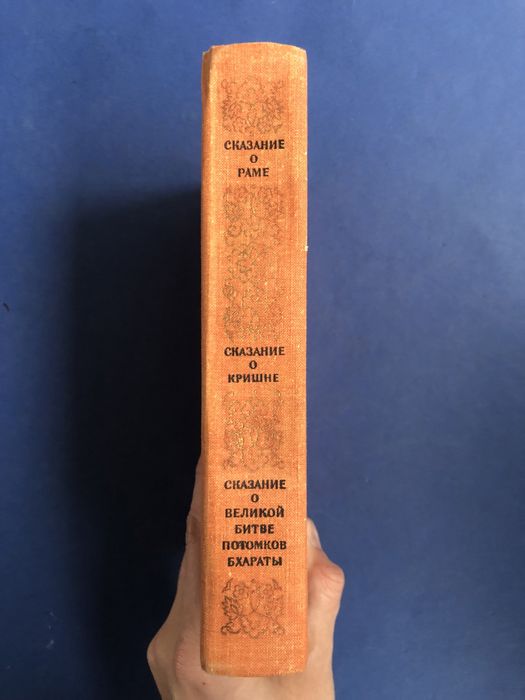 СКАЗАНИЕ
О
РАМЕ
СКАЗАНИЕ
О
КРИШНЕ
СКАЗАНИЕ
О
ВЕЛИКОЙ
БИТВЕ
ПОТОМКОВ
БХАРАТЫ